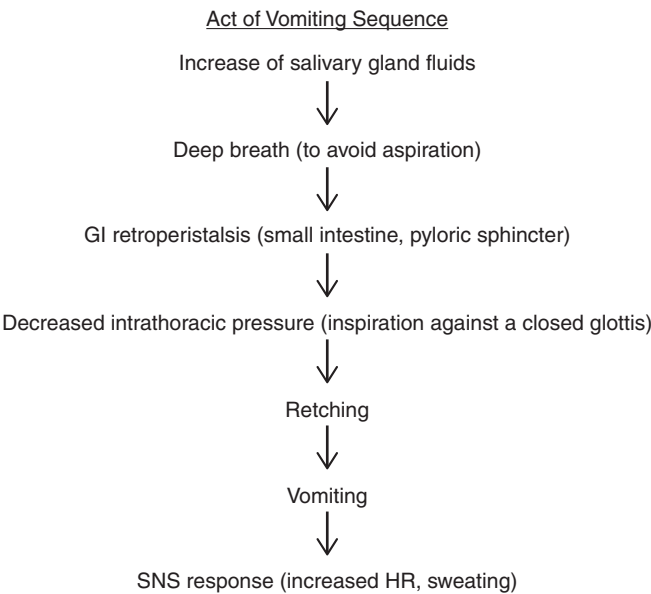 Act of Vomiting Sequence
Increase of salivary gland fluids
Deep breath (to avoid aspiration)
GI retroperistalsis (small intestine, pyloric sphincter)
Decreased intrathoracic pressure (inspiration against a closed glottis)
Retching
Vomiting
SNS response (increased HR, sweating)